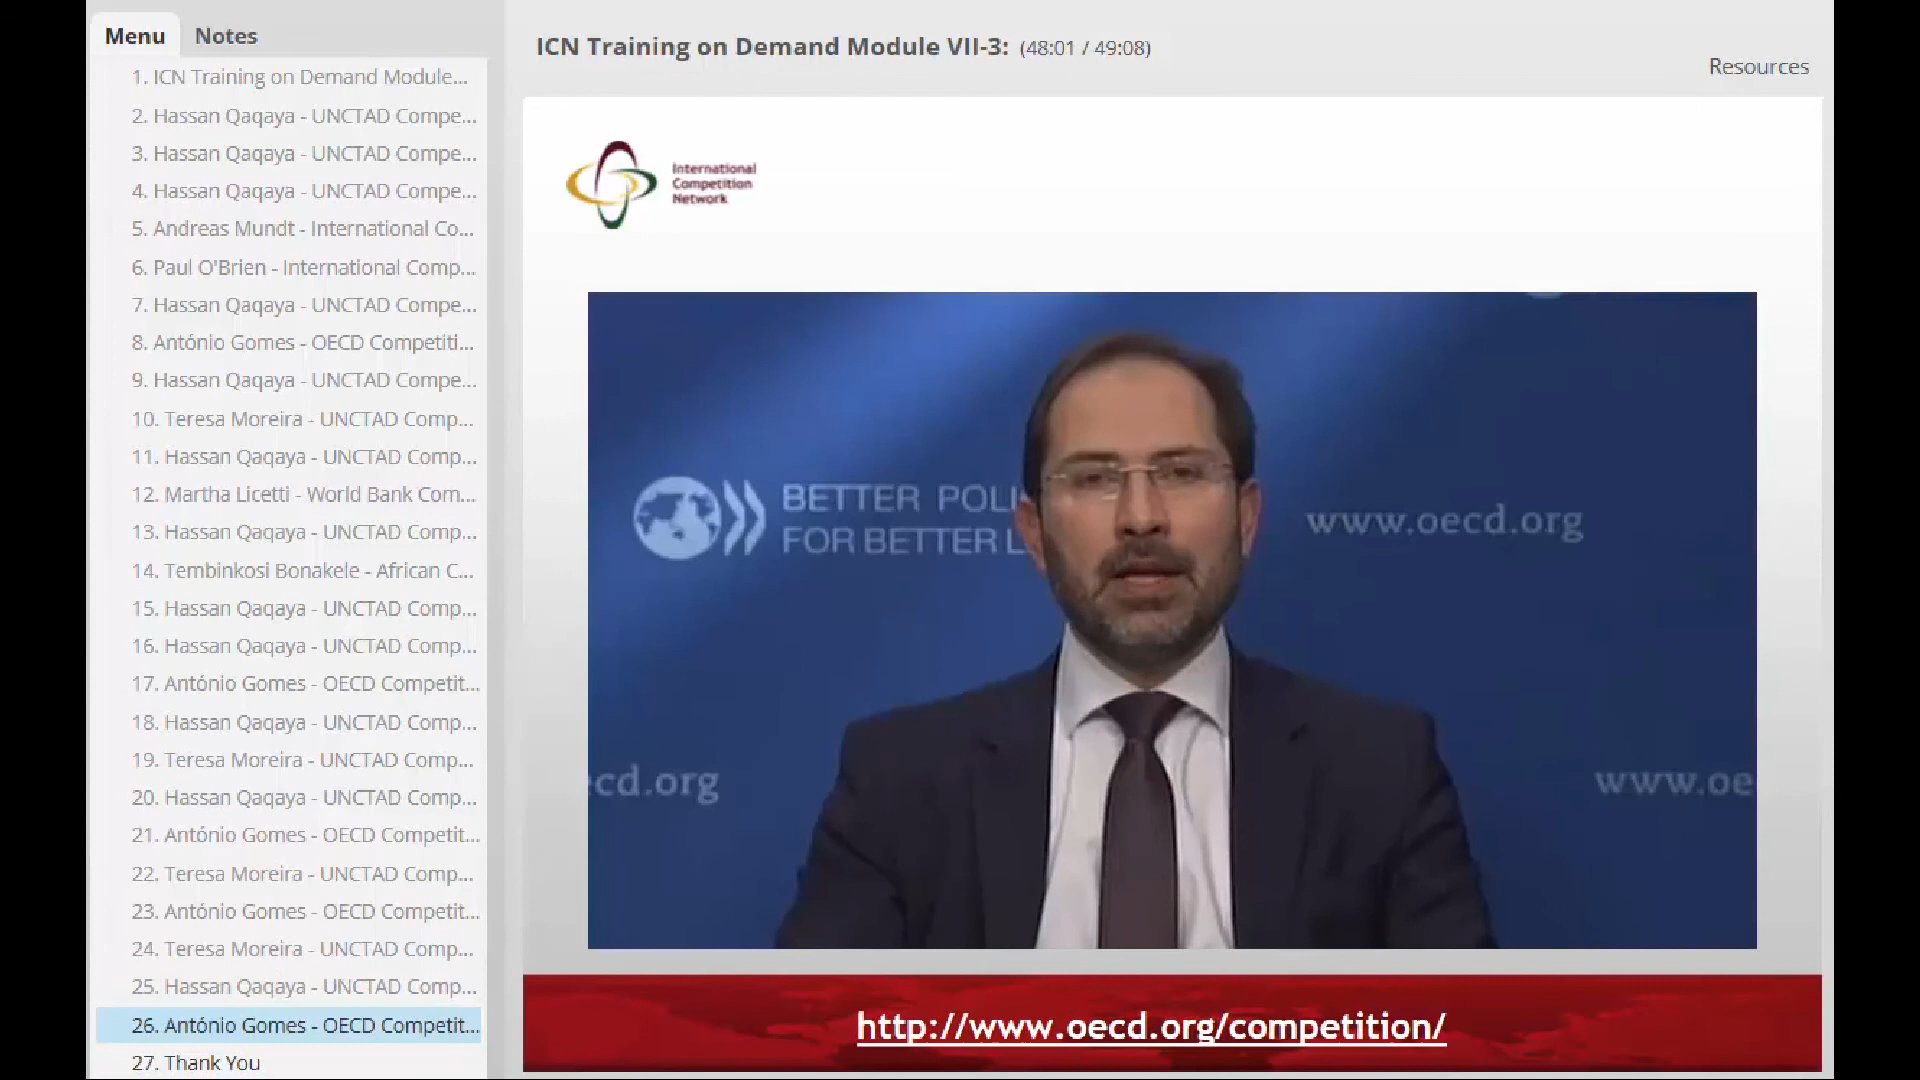 Menu
Notes
1. ICN Training on Demand Module...
2. Hassan Qaqaya - UNCTAD Compe...
3. Hassan Qaqaya - UNCTAD Compe...
4. Hassan Qaqaya - UNCTAD Compe...
5. Andreas Mundt - International Co...
6. Paul O'Brien - International Comp...
7. Hassan Qaqaya - UNCTAD Compe...
8. António Gomes - OECD Competiti...
9. Hassan Qaqaya - UNCTAD Compe...
10. Teresa Moreira - UNCTAD Comp...
11. Hassan Qaqaya - UNCTAD Comp...
12. Martha Licetti - World Bank Com...
13. Hassan Qaqaya - UNCTAD Comp...
14. Tembinkosi Bonakele - African C...
15. Hassan Qaqaya - UNCTAD Comp...
16. Hassan Qaqaya - UNCTAD Comp...
17. António Gomes - OECD Competit...
18. Hassan Qaqaya - UNCTAD Comp...
19. Teresa Moreira - UNCTAD Comp...
20. Hassan Qaqaya - UNCTAD Comp...
21. António Gomes - OECD Competit...
22. Teresa Moreira - UNCTAD Comp...
23. António Gomes - OECD Competit...
24. Teresa Moreira - UNCTAD Comp...
25. Hassan Qaqaya - UNCTAD Comp...
26. António Gomes - OECD Competit...
27. Thank You
ICN Training on Demand Module VII-3: (48:01 / 49:08)
Resources
International
Competition
Network
BETTER POLI
FOR BETTER L
www.oecd.org
ecd.org
www.oe
http://www.oecd.org/competition/